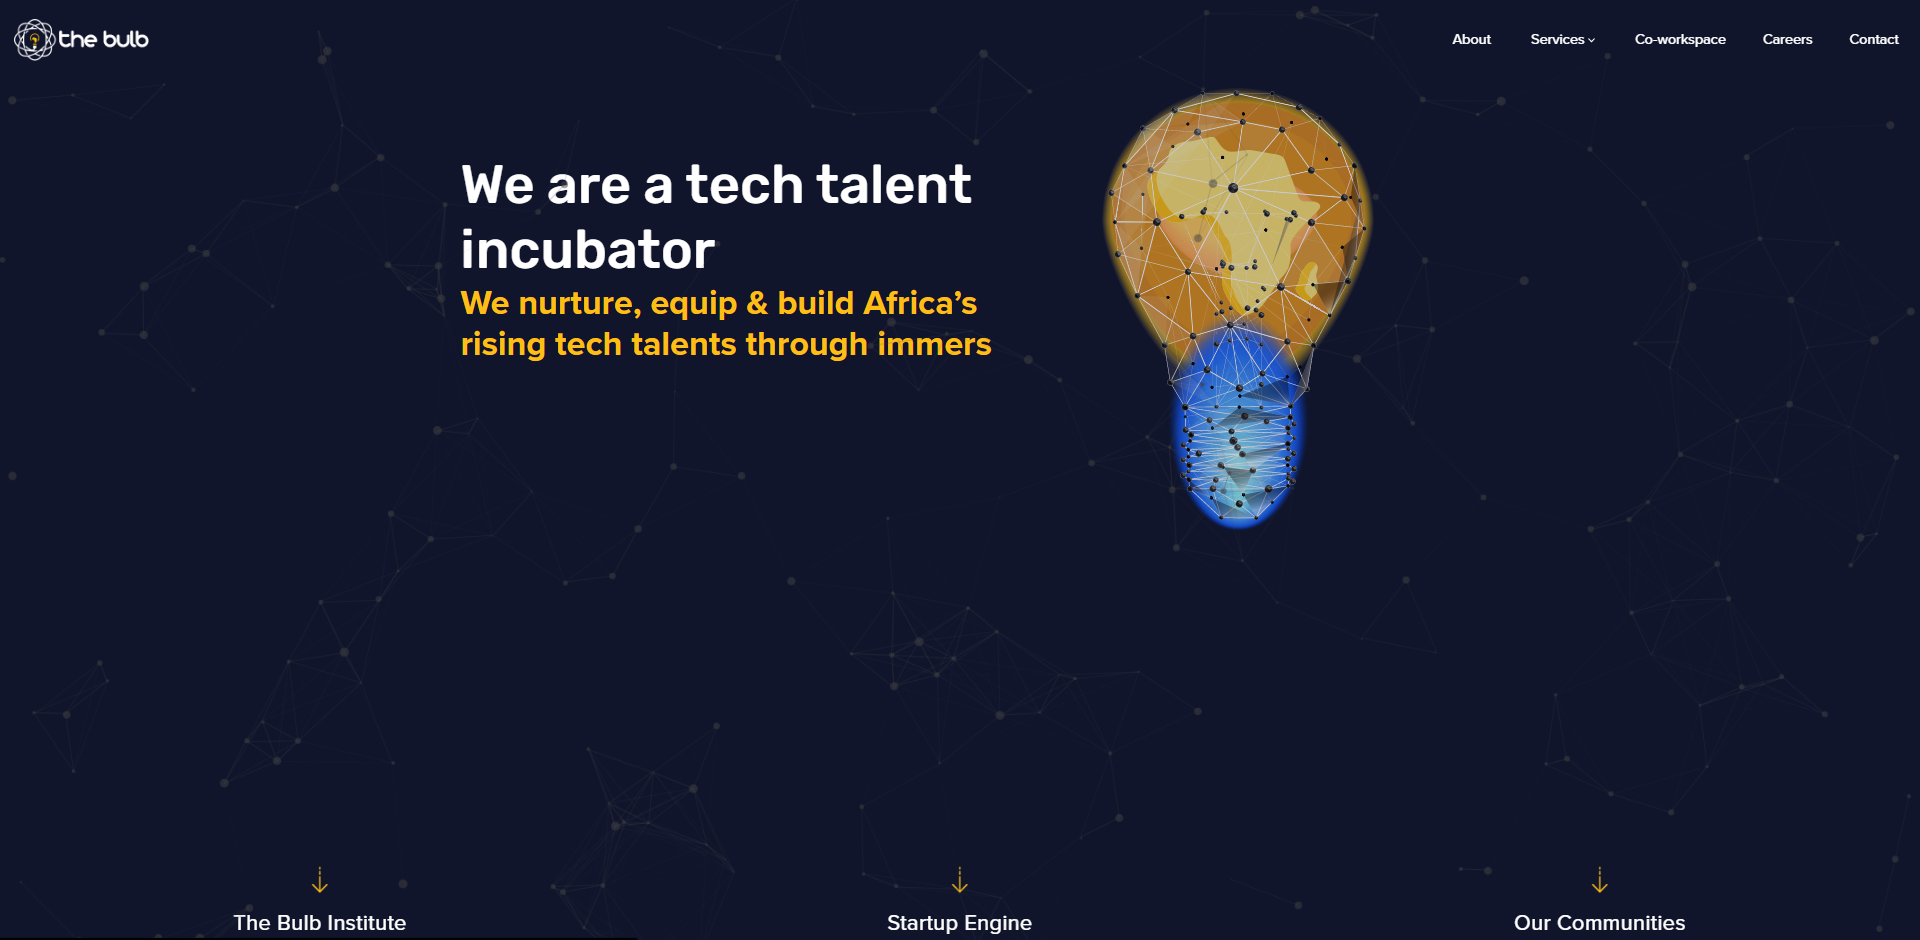 the bulb
About Services Co-workspace Careers Contact
We are a tech talent
incubator
We nurture, equip & build Africa’s
rising tech talents through immers
The Bulb Institute
Startup Engine
Our Communities